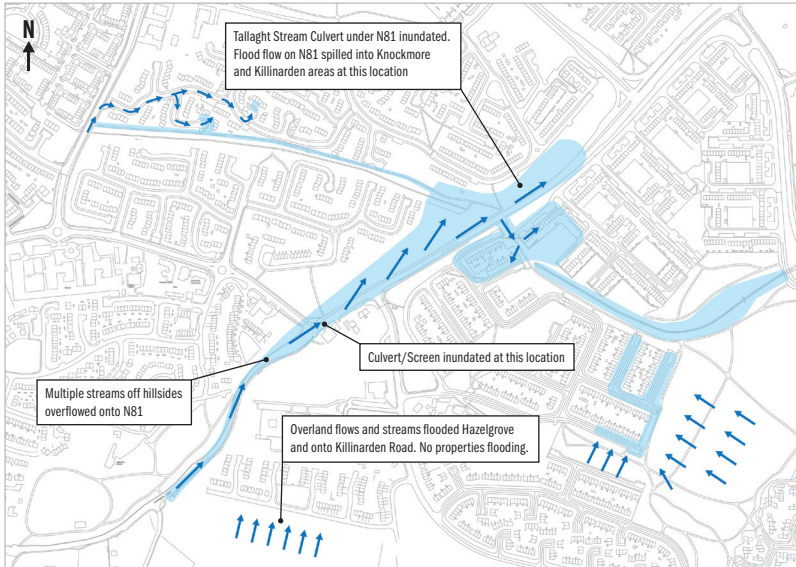 N
Tallaght Stream Culvert under N81 inundated.
Flood flow on N81 spilled into Knockmore
and Killinarden areas at this location
Culvert/Screen inundated at this location
Multiple streams off hillsides
overflowed onto N81
Overland flows and streams flooded Hazelgrove
and onto Killinarden Road. No properties flooding.